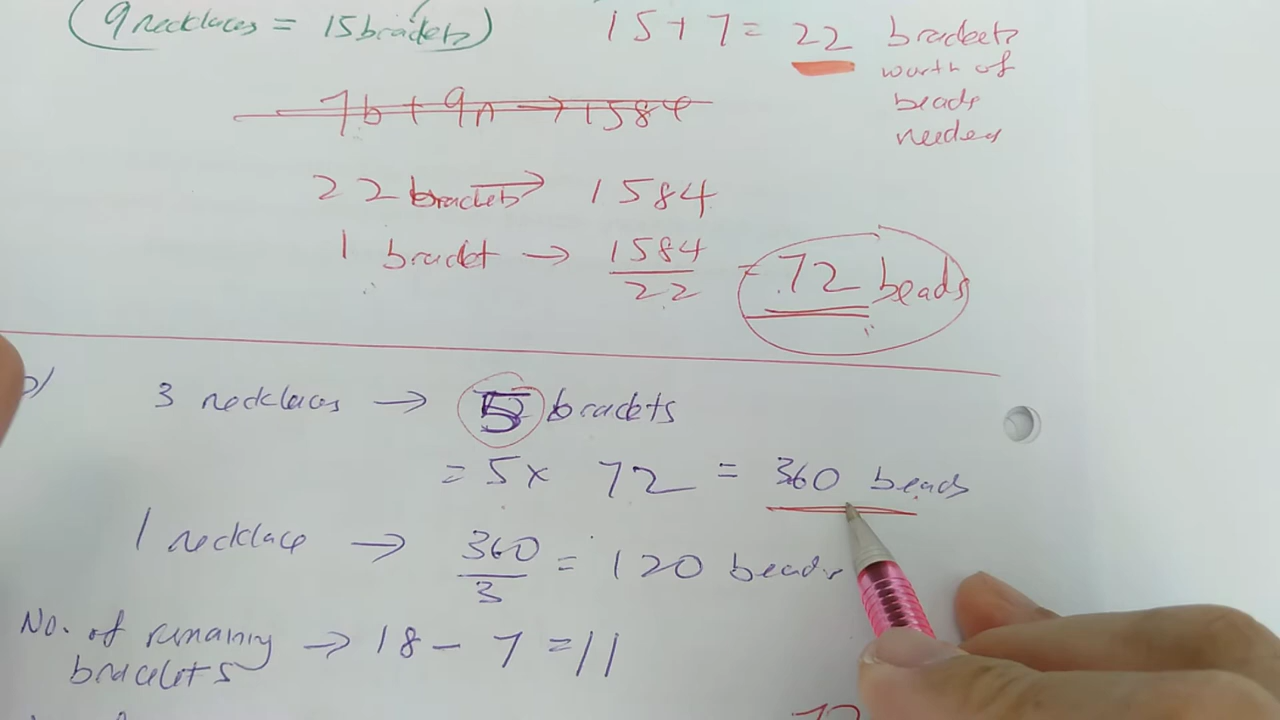 (9 necklaces = 15 bracelets)
15 + 7 = 22 bracelets
worth of
beads
needed
7b + 9n → 1584
22 bracelets → 1584
1 bracelet → 1584/22 = 72 beads
b) 3 necklaces → 5 bracelets
= 5 x 72 = 360 beads
1 necklace → 360/3 = 120 beads
No. of remaining
bracelets → 18 - 7 = 11